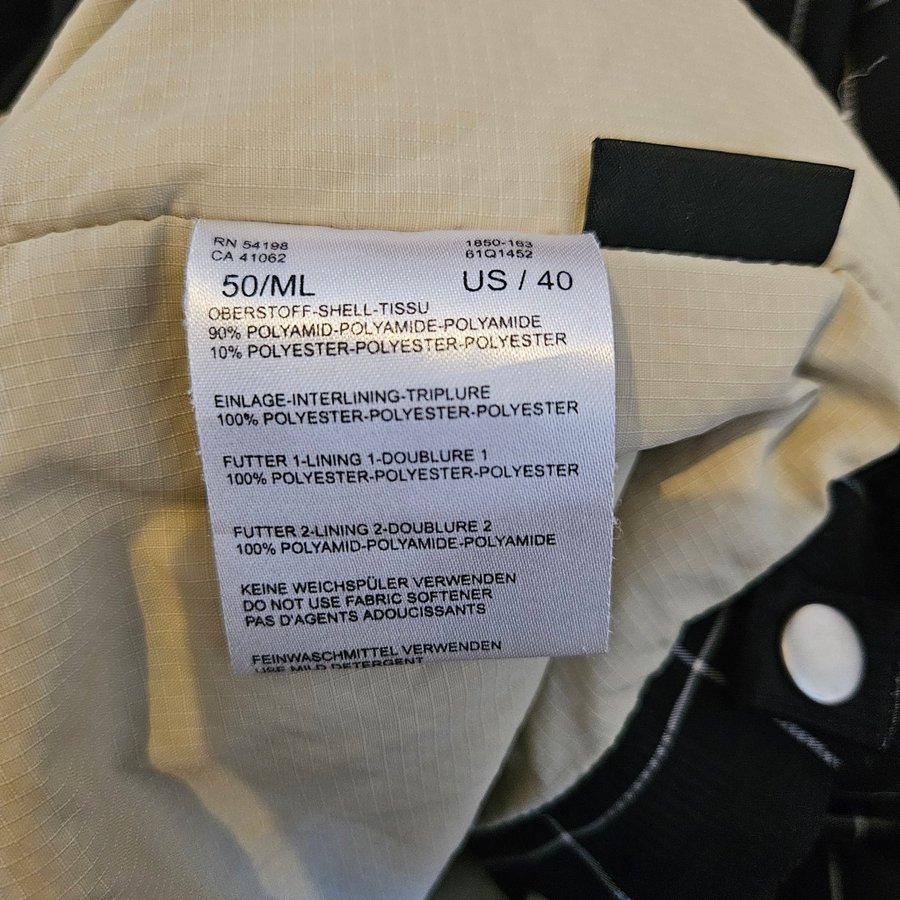 RN 54198
1850-163
CA 41062
61Q1452
50/ML
US / 40
OBERSTOFF-SHELL-TISSU
90% POLYAMID-POLYAMIDE-POLYAMIDE
10% POLYESTER-POLYESTER-POLYESTER
EINLAGE-INTERLINING-TRIPLURE
100% POLYESTER-POLYESTER-POLYESTER
FUTTER 1-LINING 1-DOUBLURE 1
100% POLYESTER-POLYESTER-POLYESTER
FUTTER 2-LINING 2-DOUBLURE 2
100% POLYAMID-POLYAMIDE-POLYAMIDE
KEINE WEICHSPÜLER VERWENDEN
DO NOT USE FABRIC SOFTENER
PAS D'AGENTS ADOUCISSANTS
FEINWASCHMITTEL VERWENDEN
USE MILD DETERGENT